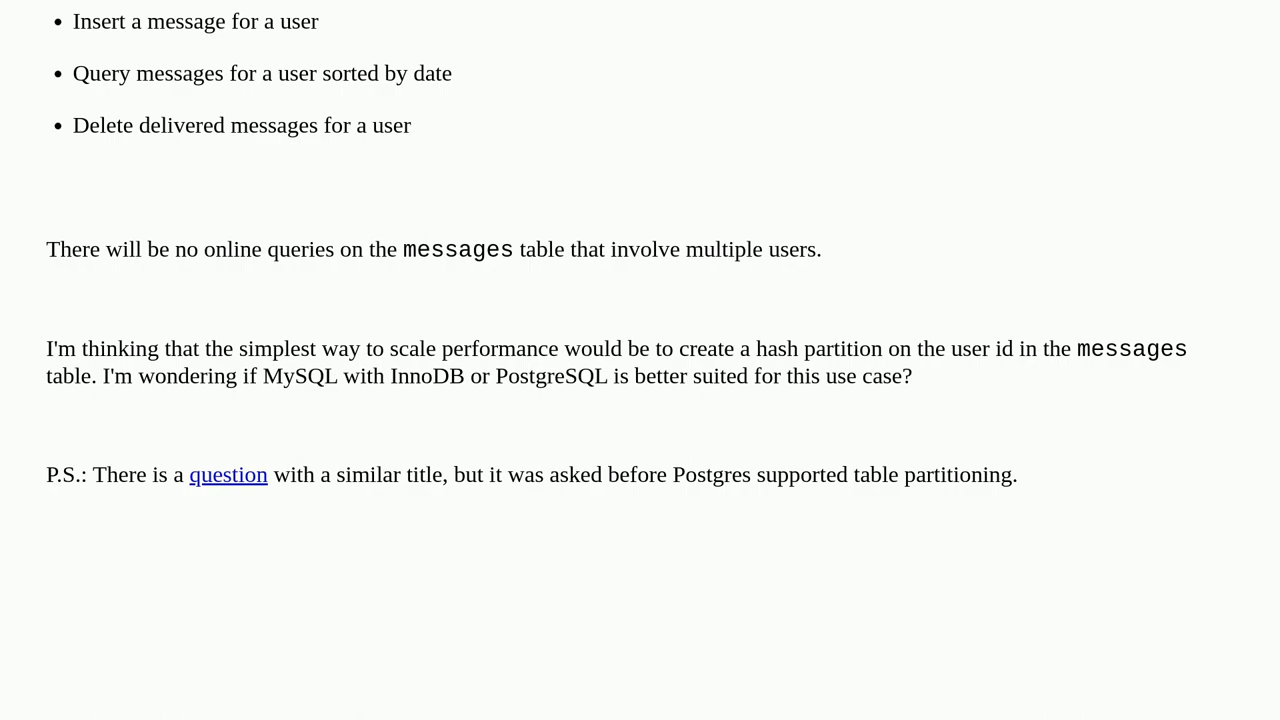 • Insert a message for a user
• Query messages for a user sorted by date
• Delete delivered messages for a user
There will be no online queries on the messages table that involve multiple users.
I'm thinking that the simplest way to scale performance would be to create a hash partition on the user id in the messages
table. I'm wondering if MySQL with InnoDB or PostgreSQL is better suited for this use case?
P.S.: There is a question with a similar title, but it was asked before Postgres supported table partitioning.